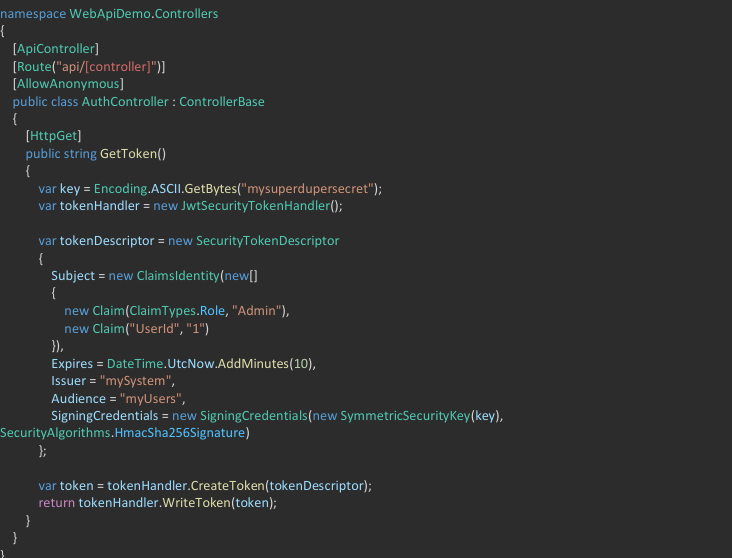 namespace WebApiDemo.Controllers
{
[ApiController]
[Route("api/[controller]")]
[AllowAnonymous]
public class AuthController : ControllerBase
{
[HttpGet]
public string GetToken()
{
var key = Encoding.ASCII.GetBytes("mysuperdupersecret");
var tokenHandler = new JwtSecurityTokenHandler();
var tokenDescriptor = new SecurityTokenDescriptor
{
Subject = new ClaimsIdentity(new[]
{
new Claim(ClaimTypes.Role, "Admin"),
new Claim("UserId", "1")
}),
Expires = DateTime.UtcNow.AddMinutes(10),
Issuer = "mySystem",
Audience = "myUsers",
SigningCredentials = new SigningCredentials(new SymmetricSecurityKey(key),
SecurityAlgorithms.HmacSha256Signature)
};
var token = tokenHandler.CreateToken(tokenDescriptor);
return tokenHandler.WriteToken(token);
}
}
}